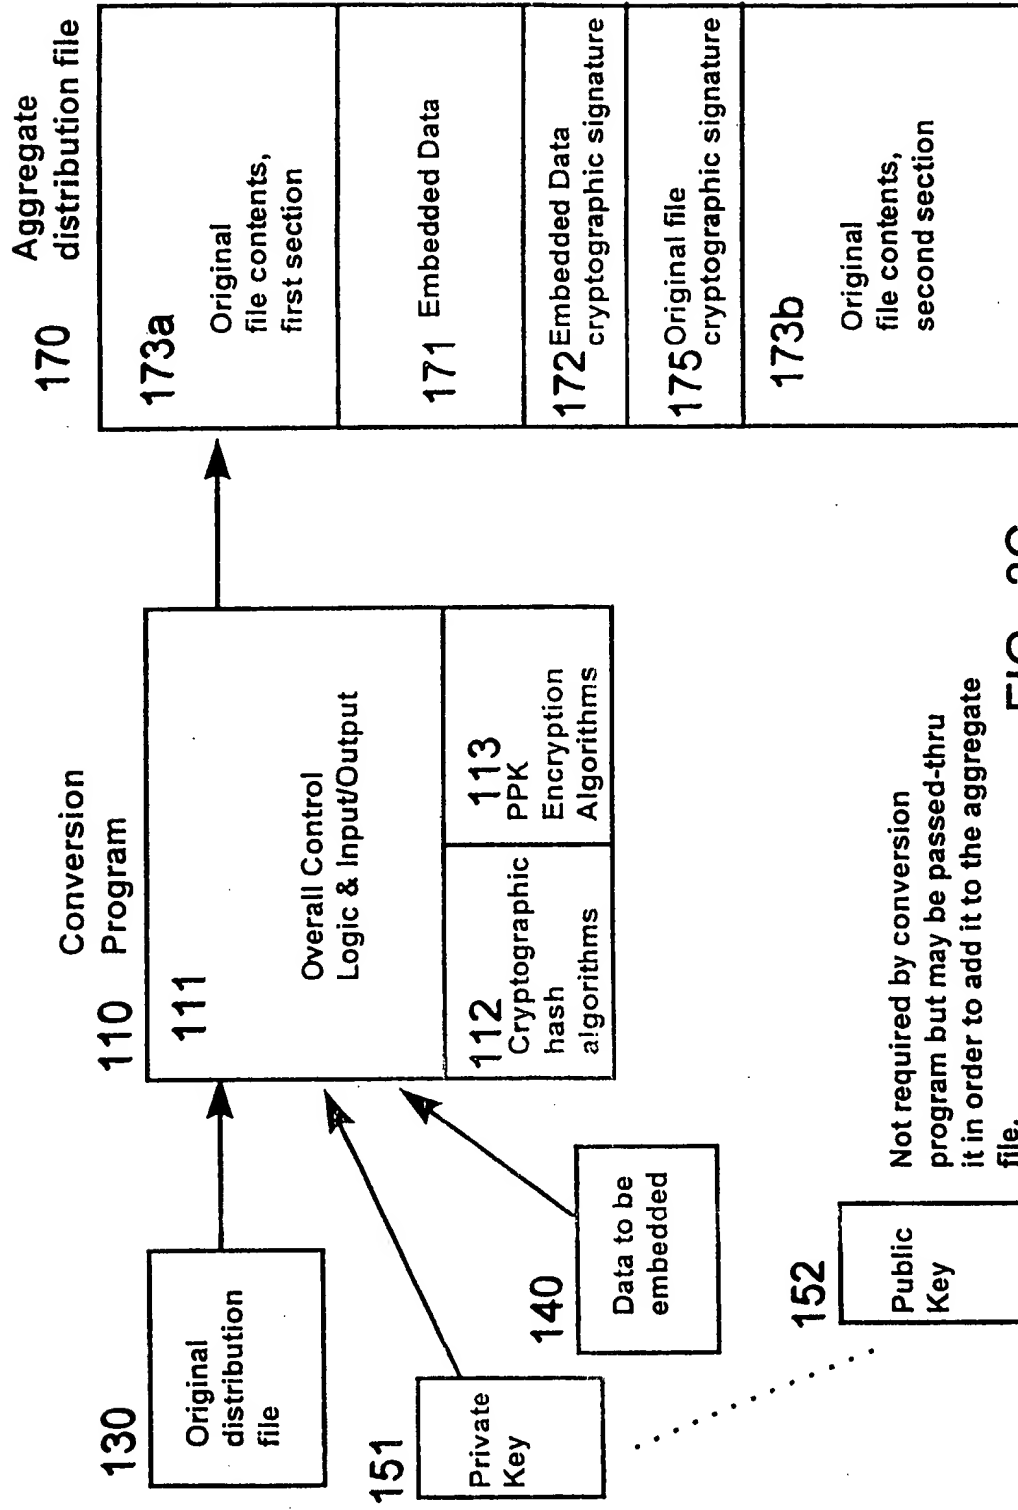 130
Original
distribution
file
151
Private
Key
140
Data to be
embedded
152
Public
Key
Not required by conversion
program but may be passed-thru
it in order to add it to the aggregate
file.
110
Conversion
Program
111
Overall Control
Logic & Input/Output
112
Cryptographic
hash
algorithms
113
PPK
Encryption
Algorithms
170
Aggregate
distribution file
173a
Original
file contents,
first section
171 Embedded Data
172 Embedded Data
cryptographic signature
175 Original file
cryptographic signature
173b
Original
file contents,
second section